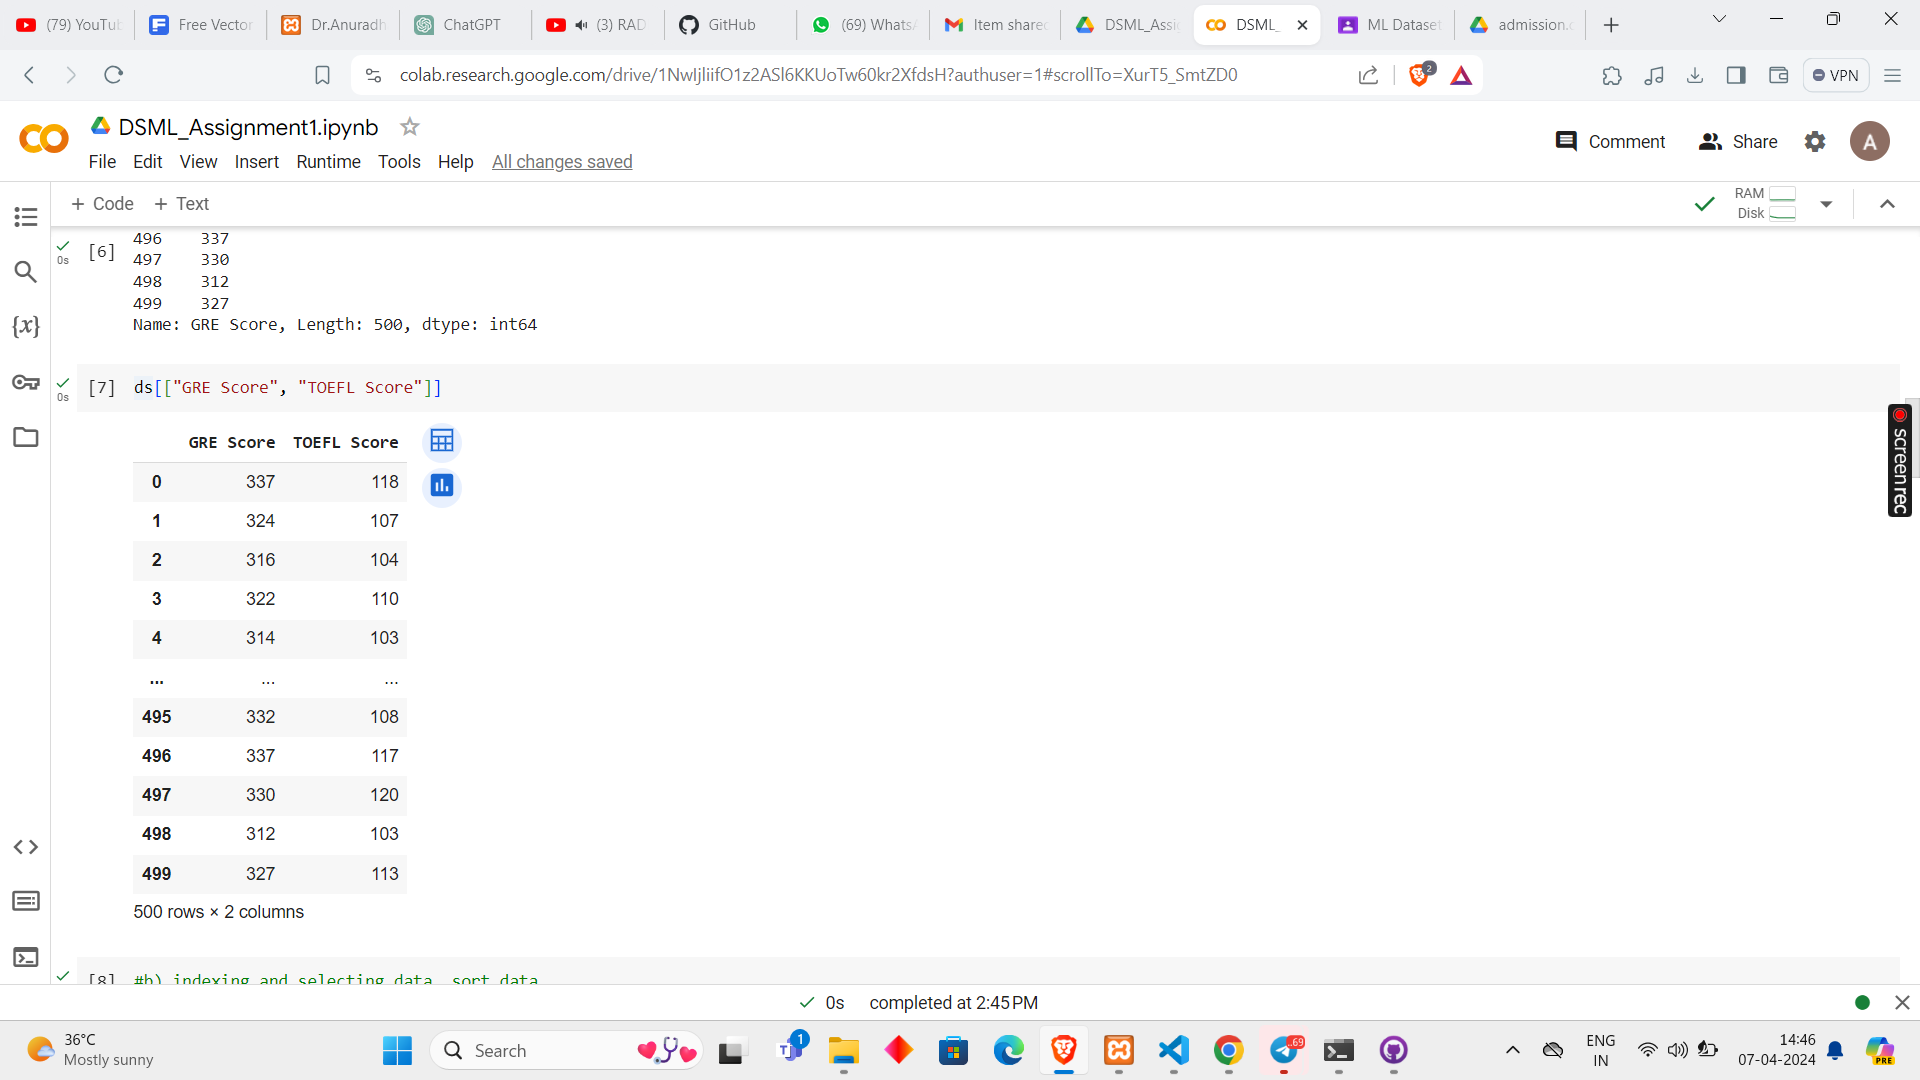 (79) YouTub
Free Vector
Dr.Anuradh
ChatGPT
(3) RAD
GitHub
(69) Whats
Item share
DSML_Assig
DSML_
ML Dataset
admission.c
colab.research.google.com/drive/1NwIjliifO1z2ASl6KKUoTw60kr2XfdsH?authuser=1#scrollTo=XurT5_SmtZD0
2
VPN
DSML_Assignment1.ipynb
File Edit View Insert Runtime Tools Help All changes saved
Comment
Share
A
+ Code + Text
RAM
Disk
{x}
[6]
0s
496 337
497 330
498 312
499 327
Name: GRE Score, Length: 500, dtype: int64
[7] ds[["GRE Score", "TOEFL Score"]]
0s
GRE Score TOEFL Score
0 337 118
1 324 107
2 316 104
3 322 110
4 314 103
... ... ...
495 332 108
496 337 117
497 330 120
498 312 103
499 327 113
500 rows × 2 columns
screenrec
[8] #b) indexing and selecting data, sort data
0s completed at 2:45 PM
36°C
Mostly sunny
Search
1
..69
ENG
IN
14:46
07-04-2024
PRE